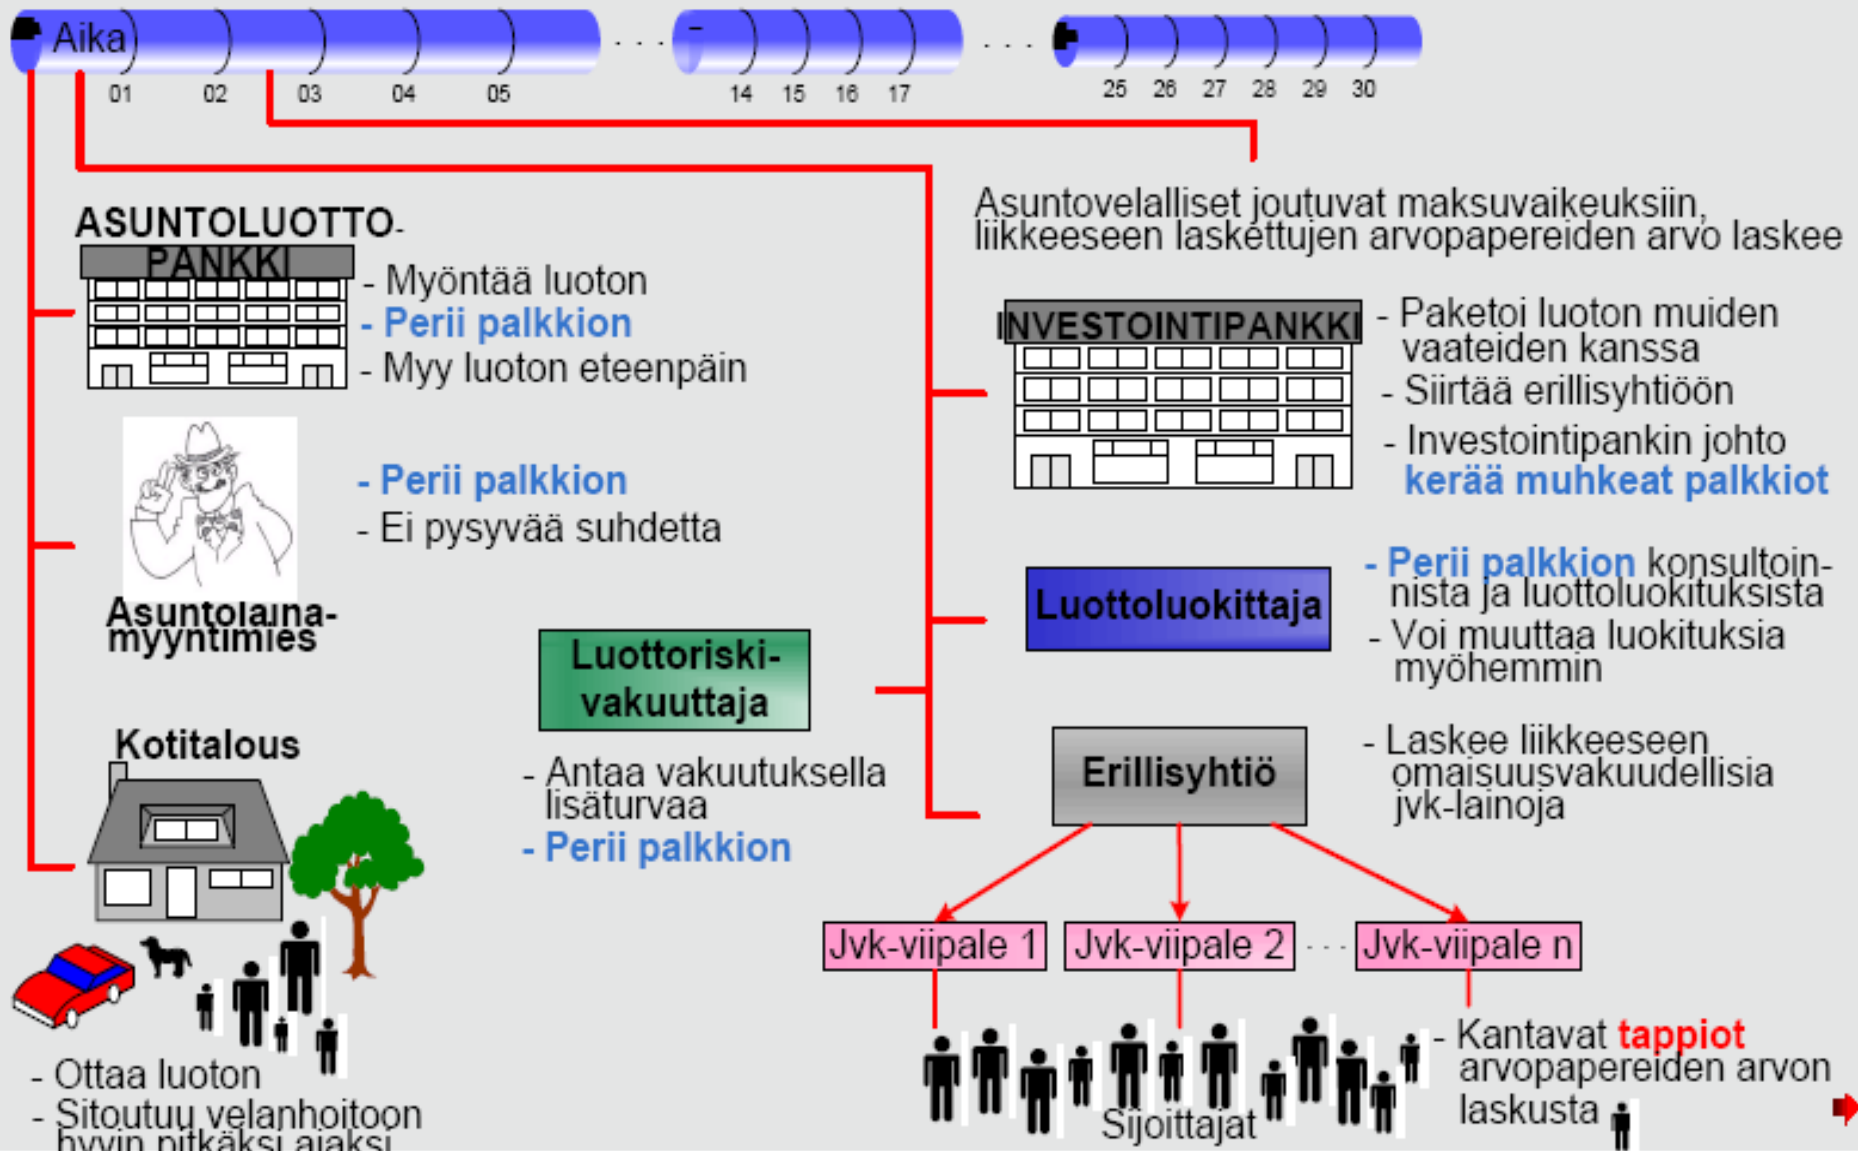 Aika
01 02 03 04 05 . . . 14 15 16 17 . . . 25 26 27 28 29 30
ASUNTOLUOTTO-
PANKKI
- Myöntää luoton
- Perii palkkion
- Myy luoton eteenpäin
- Perii palkkion
- Ei pysyvää suhdetta
Asuntolaina-
myyntimies
Kotitalous
- Ottaa luoton
- Sitoutuu velanhoitoon
hyvin pitkäksi ajaksi
Luottoriski-
vakuuttaja
- Antaa vakuutuksella
lisäturvaa
- Perii palkkion
Asuntovelalliset joutuvat maksuvaikeuksiin,
liikkeeseen laskettujen arvopapereiden arvo laskee
INVESTOINTIPANKKI
- Paketoi luoton muiden
vaateiden kanssa
- Siirtää erillisyhtiöön
- Investointipankin johto
kerää muhkeat palkkiot
Luottoluokittaja
- Perii palkkion konsultoin-
nista ja luottoluokituksista
- Voi muuttaa luokituksia
myöhemmin
Erillisyhtiö
- Laskee liikkeeseen
omaisuusvakuudellisia
jvk-lainoja
Jvk-viipale 1
Jvk-viipale 2
. . .
Jvk-viipale n
Sijoittajat
- Kantavat tappiot
arvopapereiden arvon
laskusta